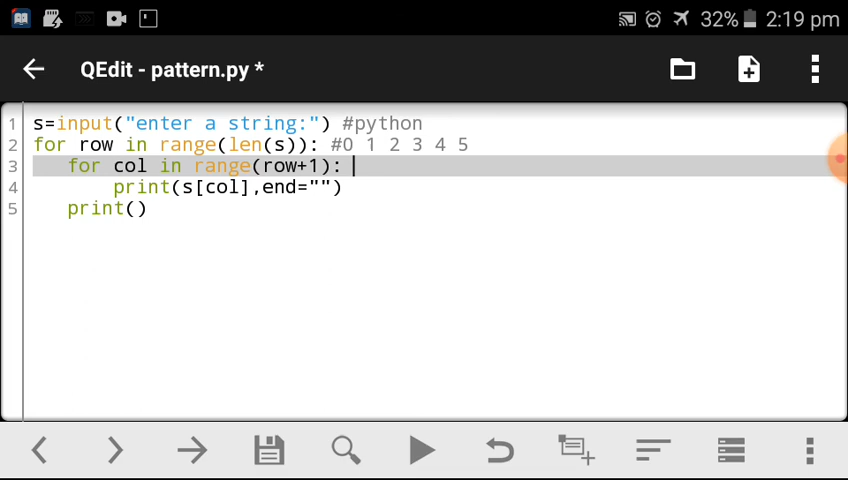 32% 2:19 pm
QEdit - pattern.py *
1 s=input("enter a string:") #python
2 for row in range(len(s)): #0 1 2 3 4 5
3 for col in range(row+1):
4 print(s[col],end="")
5 print()